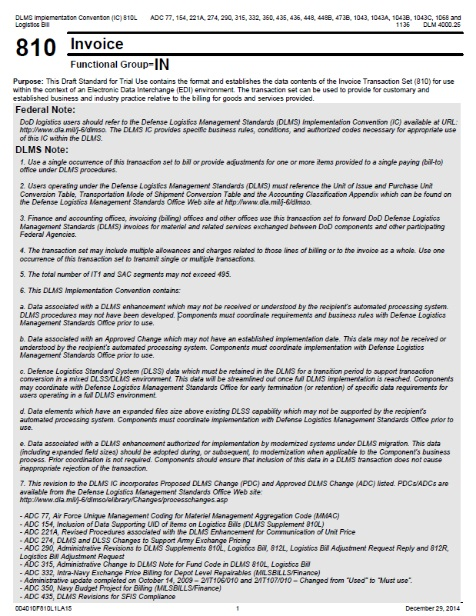 DLMS Implementation Convention (IC) 810L ADC 77, 154, 221A, 274, 290, 315, 332, 350, 435, 436, 448, 448B, 473B, 1043, 1043A, 1043B, 1043C, 1068 and
Logistics Bill 1136 DLM 4000.25
810 Invoice
Functional Group=IN
Purpose: This Draft Standard for Trial Use contains the format and establishes the data contents of the Invoice Transaction Set (810) for use
within the context of an Electronic Data Interchange (EDI) environment. The transaction set can be used to provide for customary and
established business and industry practice relative to the billing for goods and services provided.
Federal Note:
DoD logistics users should refer to the Defense Logistics Management Standards (DLMS) Implementation Convention (IC) available at URL:
http://www.dla.mil/j-6/dlmso. The DLMS IC provides specific business rules, conditions, and authorized codes necessary for appropriate use
of this IC within the DLMS.
DLMS Note:
1. Use a single occurrence of this transaction set to bill or provide adjustments for one or more items provided to a single paying (bill-to)
office under DLMS procedures.
2. Users operating under the Defense Logistics Management Standards (DLMS) must reference the Unit of Issue and Purchase Unit
Conversion Table, Transportation Mode of Shipment Conversion Table and the Accounting Classification Appendix which can be found on
the Defense Logistics Management Standards Office Web site at http://www.dla.mil/j-6/dlmso.
3. Finance and accounting offices, invoicing (billing) offices and other offices use this transaction set to forward DoD Defense Logistics
Management Standards (DLMS) invoices for materiel and related services exchanged between DoD components and other participating
Federal Agencies.
4. The transaction set may include multiple allowances and charges related to those lines of billing or to the invoice as a whole. Use one
occurrence of this transaction set to transmit single or multiple transactions.
5. The total number of IT1 and SAC segments may not exceed 495.
6. This DLMS Implementation Convention contains:
a. Data associated with a DLMS enhancement which may not be received or understood by the recipient's automated processing system.
DLMS procedures may not have been developed. Components must coordinate requirements and business rules with Defense Logistics
Management Standards Office prior to use.
b. Data associated with an Approved Change which may not have an established implementation date. This data may not be received or
understood by the recipient's automated processing system. Components must coordinate implementation with Defense Logistics
Management Standards Office prior to use.
c. Defense Logistics Standard System (DLSS) data which must be retained in the DLMS for a transition period to support transaction
conversion in a mixed DLSS/DLMS environment. This data will be streamlined out once full DLMS implementation is reached. Components
may coordinate with Defense Logistics Management Standards Office for early termination (or retention) of specific data requirements for
users operating in a full DLMS environment.
d. Data elements which have an expanded files size above existing DLSS capability which may not be supported by the recipient's
automated processing system. Components must coordinate implementation with Defense Logistics Management Standards Office prior to
use.
e. Data associated with a DLMS enhancement authorized for implementation by modernized systems under DLMS migration. This data
(including expanded field sizes) should be adopted during, or subsequent, to modernization when applicable to the Component's business
process. Prior coordination is not required. Components should ensure that inclusion of this data in a DLMS transaction does not cause
inappropriate rejection of the transaction.
7. This revision to the DLMS IC incorporates Proposed DLMS Change (PDC) and Approved DLMS Change (ADC) listed. PDCs/ADCs are
available from the Defense Logistics Management Standards Office Web site:
http://www.dla.mil/j-6/dlmso/elibrary/Changes/processchanges.asp
- ADC 77, Air Force Unique Management Coding for Materiel Management Aggregation Code (MMAC)
- ADC 154, Inclusion of Data Supporting UID of Items on Logistics Bills (DLMS Supplement 810L)
- ADC 221A, Revised Procedures associated with the DLMS Enhancement for Communication of Unit Price
- ADC 274, DLMS and DLSS Changes to Support Army Exchange Pricing
- ADC 290, Administrative Revisions to DLMS Supplements 810L, Logistics Bill, 812L, Logistics Bill Adjustment Request Reply and 812R,
Logistics Bill Adjustment Request
- ADC 315, Administrative Change to DLMS Note for Fund Code in DLMS 810L, Logistics Bill
- ADC 332, Intra-Navy Exchange Price Billing for Depot Level Repairables (MILSBILLS/Finance)
- Administrative update completed on October 14, 2009 – 2/IT106/010 and 2/IT107/010 – Changed from "Used" to "Must use".
- ADC 350, Navy Budget Project for Billing (MILSBILLS/Finance)
- ADC 435, DLMS Revisions for SFIS Compliance
004010F810L1LA15 1 December 29, 2014